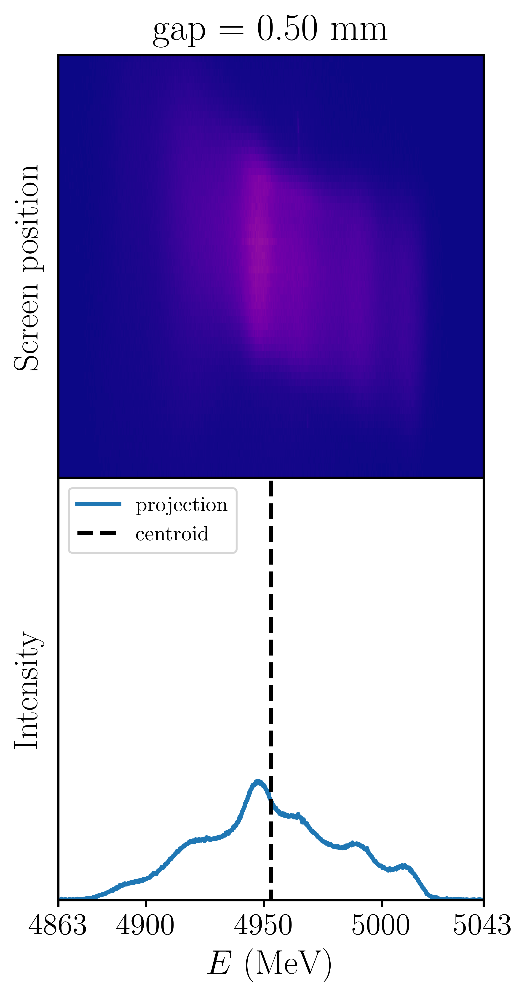 gap = 0.50 mm
Screen position
projection
centroid
Intensity
4863 4900 4950 5000 5043
E (MeV)